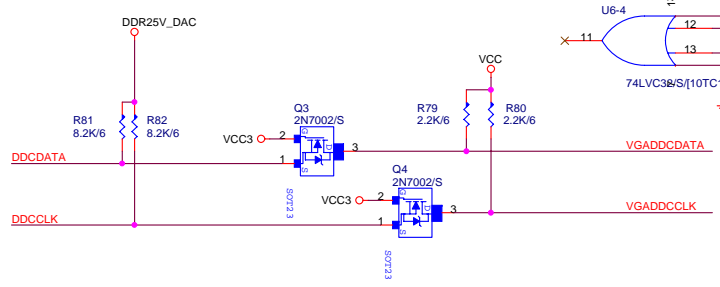 U6-4
12
11
13
74LVC32/S/[10TC1
DDR25V_DAC
VCC
R81
8.2K/6
R82
8.2K/6
Q3
2N7002/S
R79
2.2K/6
R80
2.2K/6
VCC3
2
G
D
3
VGADDCDATA
DDCDATA
1
S
Q4
2N7002/S
SOT23
VCC3
2
G
D
3
VGADDCCLK
DDCCLK
1
S
SOT23